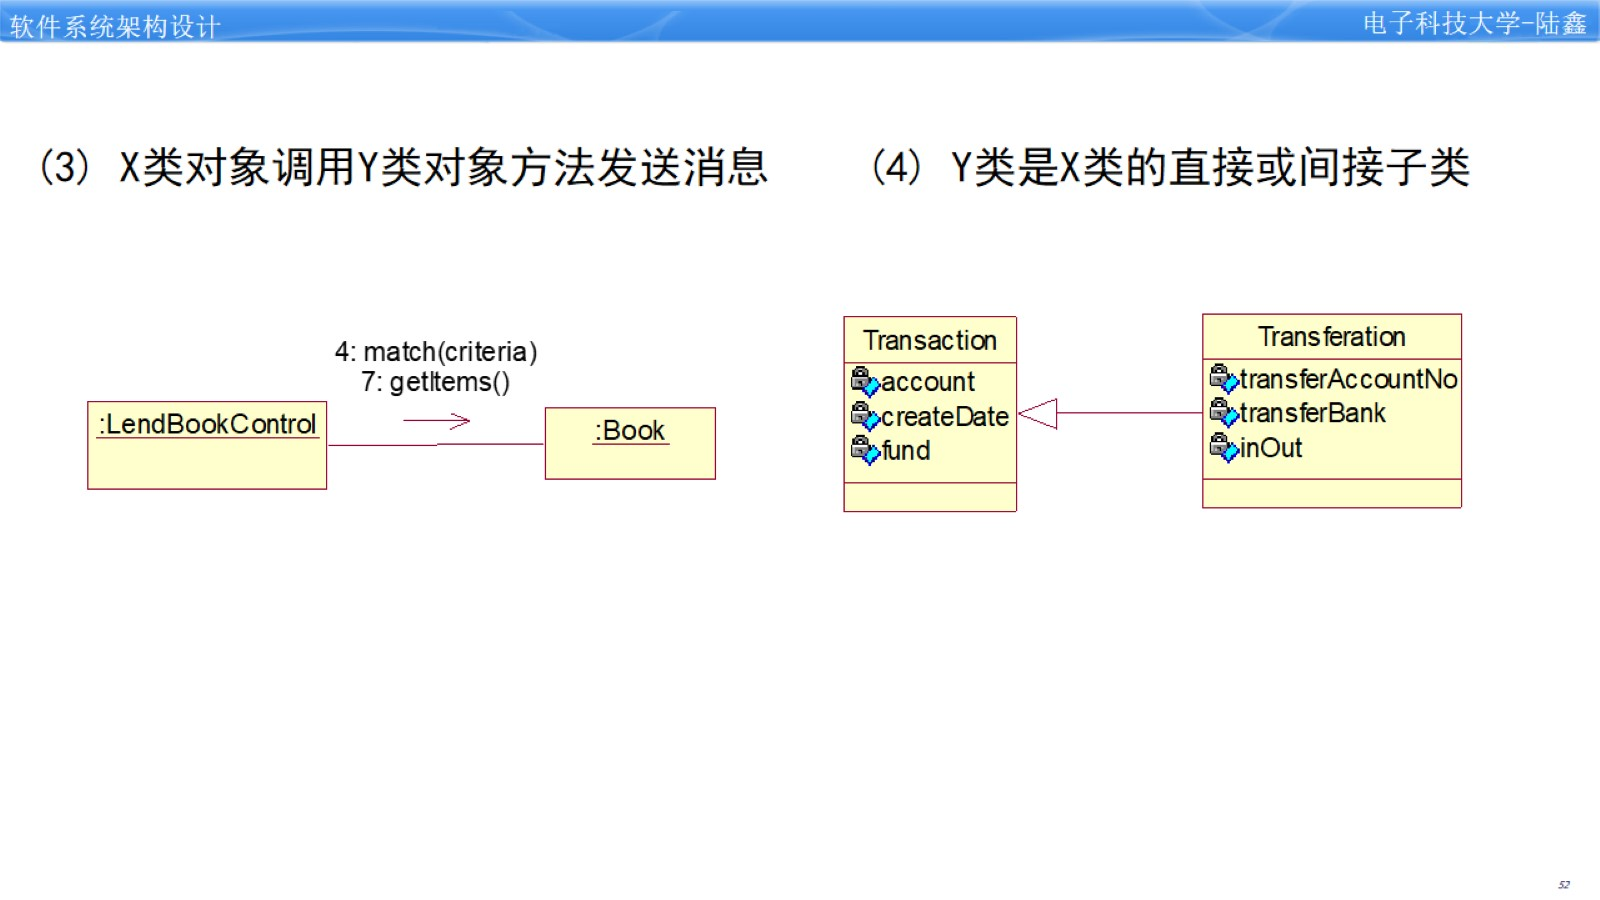 软件系统架构设计
电子科技大学-陆鑫
(3) X类对象调用Y类对象方法发送消息
(4) Y类是X类的直接或间接子类
4: match(criteria)
7: getItems()
:LendBookControl
:Book
Transaction
account
createDate
fund
Transferation
transferAccountNo
transferBank
inOut
52